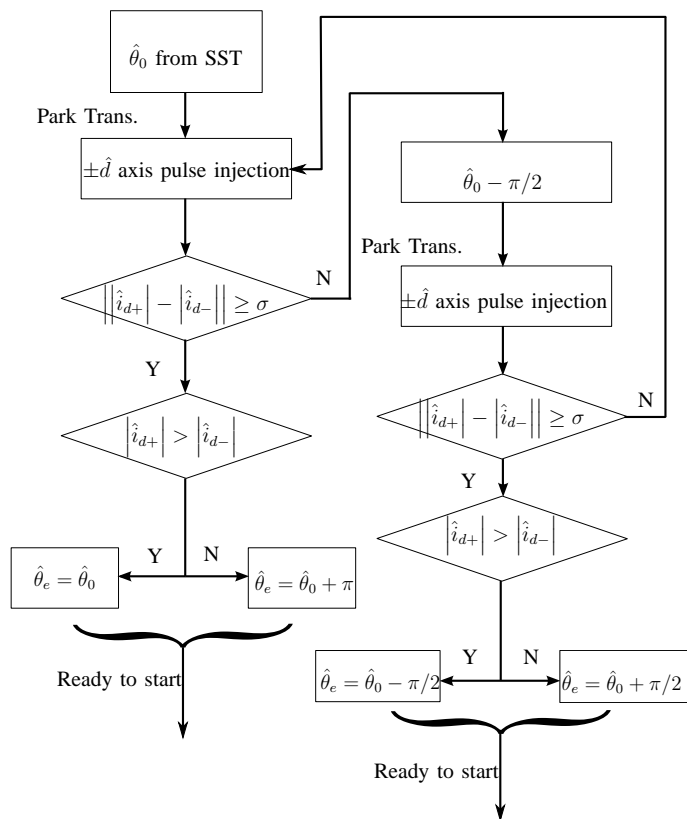 θ̂₀ from SST
Park Trans.
±d̂ axis pulse injection
||î_{d+}| − |î_{d−}|| ≥ σ
N
Y
|î_{d+}| > |î_{d−}|
Y
N
θ̂ₑ = θ̂₀
θ̂ₑ = θ̂₀ + π
Ready to start
θ̂₀ − π/2
Park Trans.
±d̂ axis pulse injection
||î_{d+}| − |î_{d−}|| ≥ σ
N
Y
|î_{d+}| > |î_{d−}|
Y
N
θ̂ₑ = θ̂₀ − π/2
θ̂ₑ = θ̂₀ + π/2
Ready to start